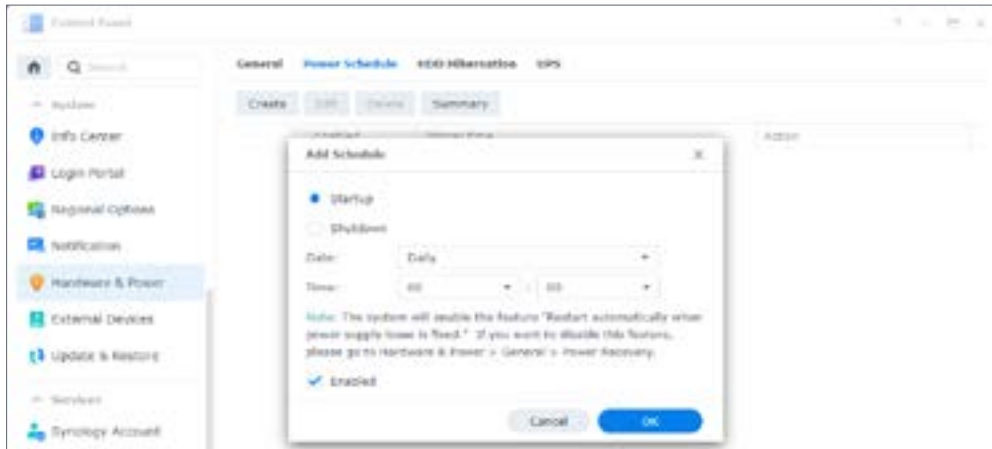 Control Panel
Search
General Power Schedule HDD Hibernation UPS
System
Create Edit Delete Summary
Info Center
Enabled Action
Login Portal
Add Schedule
Regional Options
Startup
Shutdown
Notification
Date: Daily
Hardware & Power
Time: 00 : 00
External Devices
Note: The system will enable the feature "Restart automatically when
power supply issue is fixed." If you want to disable this feature,
please go to Hardware & Power > General > Power Recovery.
Update & Restore
Enabled
Services
Cancel OK
Synology Account